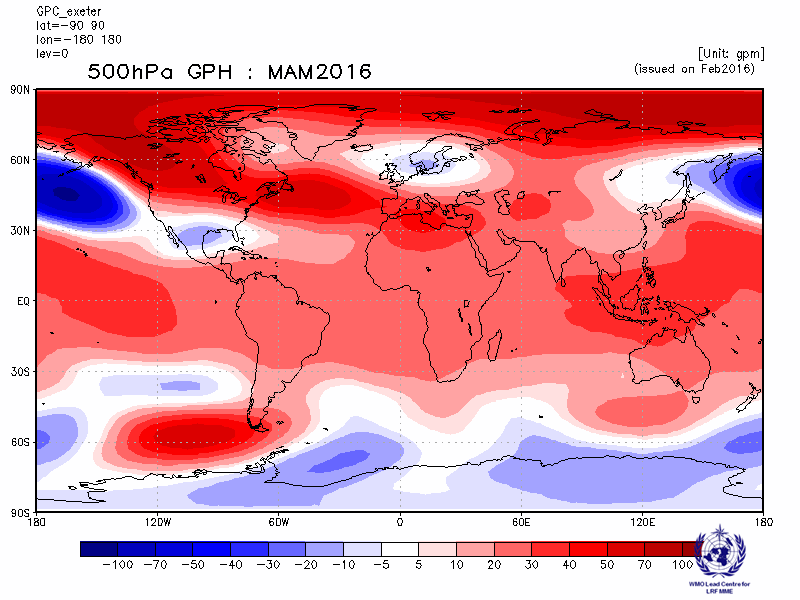 GPC_exeter
lat=-90 90
lon=-180 180
lev=0
[Unit: gpm]
500hPa GPH : MAM2016
(issued on Feb2016)
90N
60N
30N
EQ
30S
60S
90S
180 120W 60W 0 60E 120E 180
-100 -70 -50 -40 -30 -20 -10 -5 5 10 20 30 40 50 70 100
WMO Lead Centre for
LRF MME